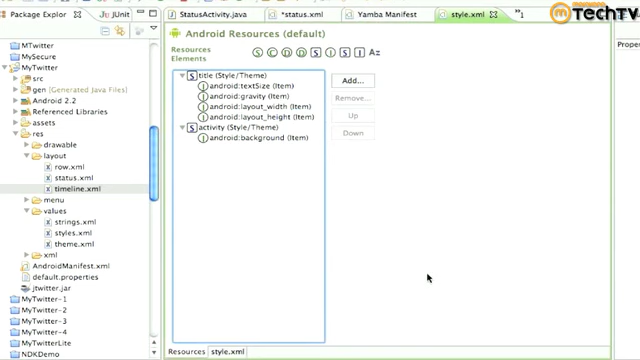 Package Explor
JUnit
MTwitter
MySecure
MyTwitter
src
gen [Generated Java Files]
Android 2.2
Referenced Libraries
assets
res
drawable
layout
row.xml
status.xml
timeline.xml
menu
values
strings.xml
styles.xml
theme.xml
xml
AndroidManifest.xml
default.properties
jtwitter.jar
MyTwitter-1
MyTwitter-2
MyTwitter-3
MyTwitter-4
MyTwitterLite
NDKDemo
StatusActivity.java
*status.xml
Yamba Manifest
style.xml
»1
Android Resources (default)
Resources Elements
S C D D S I S I Az
title (Style/Theme)
android:textSize (Item)
android:gravity (Item)
android:layout_width (Item)
android:layout_height (Item)
activity (Style/Theme)
android:background (Item)
Add...
Remove...
Up
Down
Resources
style.xml
marakana
TechTV